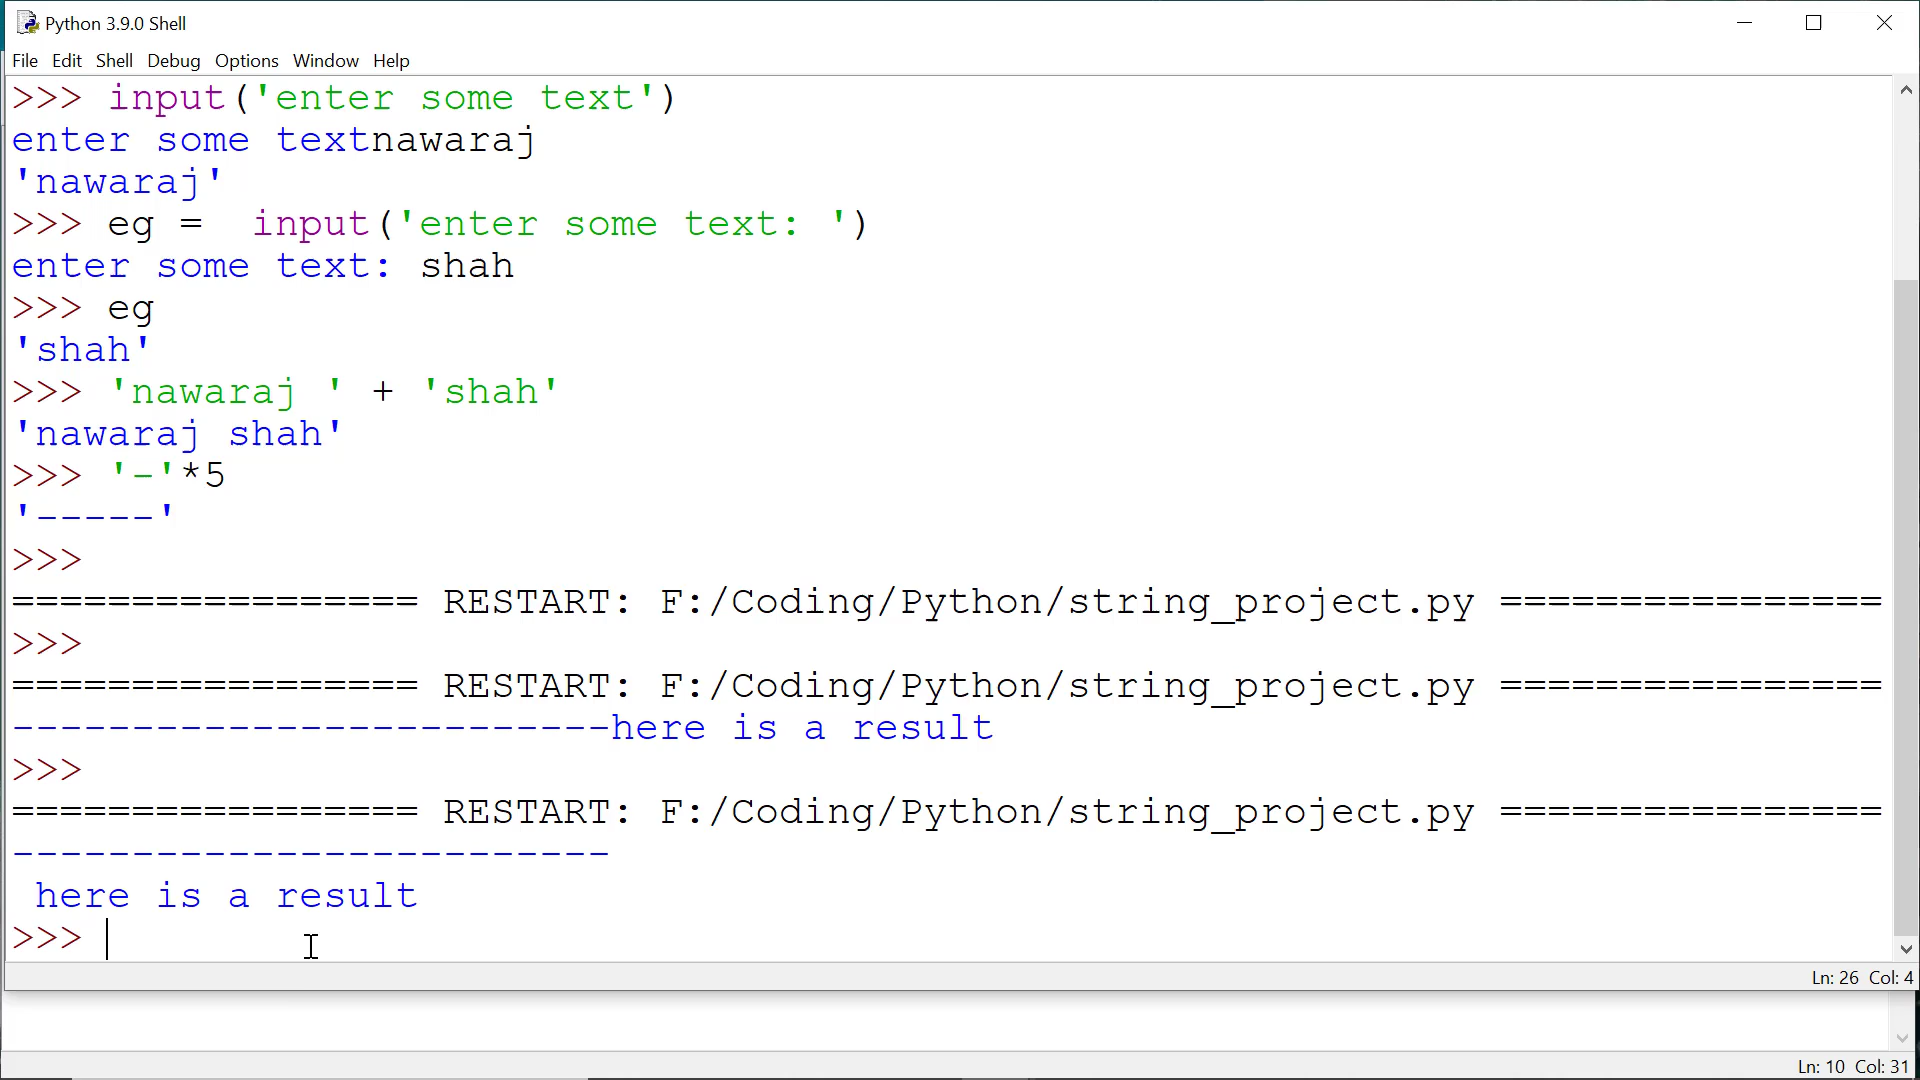 Python 3.9.0 Shell
File Edit Shell Debug Options Window Help
>>> input('enter some text')
enter some textnawaraj
'nawaraj'
>>> eg =  input('enter some text: ')
enter some text: shah
>>> eg
'shah'
>>> 'nawaraj ' + 'shah'
'nawaraj shah'
>>> '-'*5
'-----'
>>>
================= RESTART: F:/Coding/Python/string_project.py ================
>>>
================= RESTART: F:/Coding/Python/string_project.py ================
-------------------------here is a result
>>>
================= RESTART: F:/Coding/Python/string_project.py ================
-------------------------
 here is a result
>>>
Ln: 26 Col: 4
Ln: 10 Col: 31